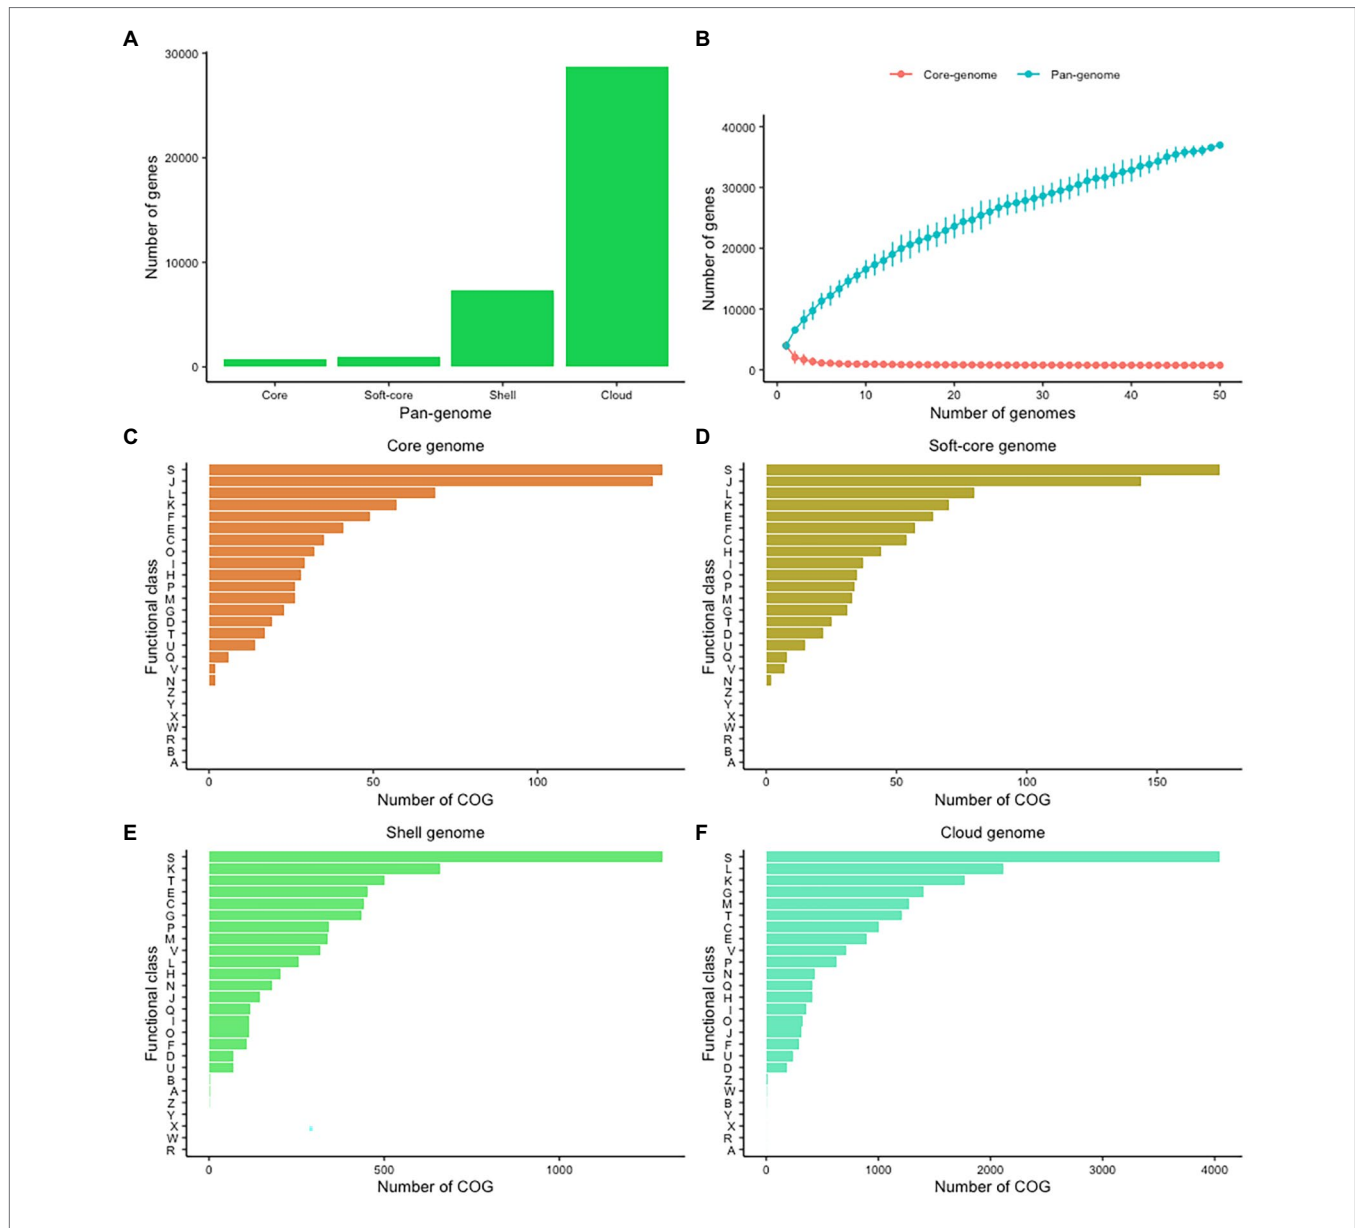 A
30000
20000
10000
0
Number of genes
Core
Soft-core
Shell
Cloud
Pan-genome
B
Core-genome
Pan-genome
40000
30000
20000
10000
0
Number of genes
0
10
20
30
40
50
Number of genomes
C
Core genome
Functional class
S
J
L
K
F
E
C
O
I
H
P
M
G
D
T
U
Q
V
N
Z
Y
X
W
R
B
A
0
50
100
Number of COG
D
Soft-core genome
Functional class
S
J
L
K
E
F
C
H
I
O
P
M
G
T
D
U
Q
V
N
Z
Y
X
W
R
B
A
0
50
100
150
Number of COG
E
Shell genome
Functional class
S
K
T
E
C
G
P
M
V
L
H
N
J
Q
I
O
F
D
U
B
A
Z
Y
X
W
R
0
500
1000
Number of COG
F
Cloud genome
Functional class
S
L
K
G
M
T
C
E
V
P
N
Q
H
I
O
J
F
U
D
Z
W
B
Y
X
R
A
0
1000
2000
3000
4000
Number of COG